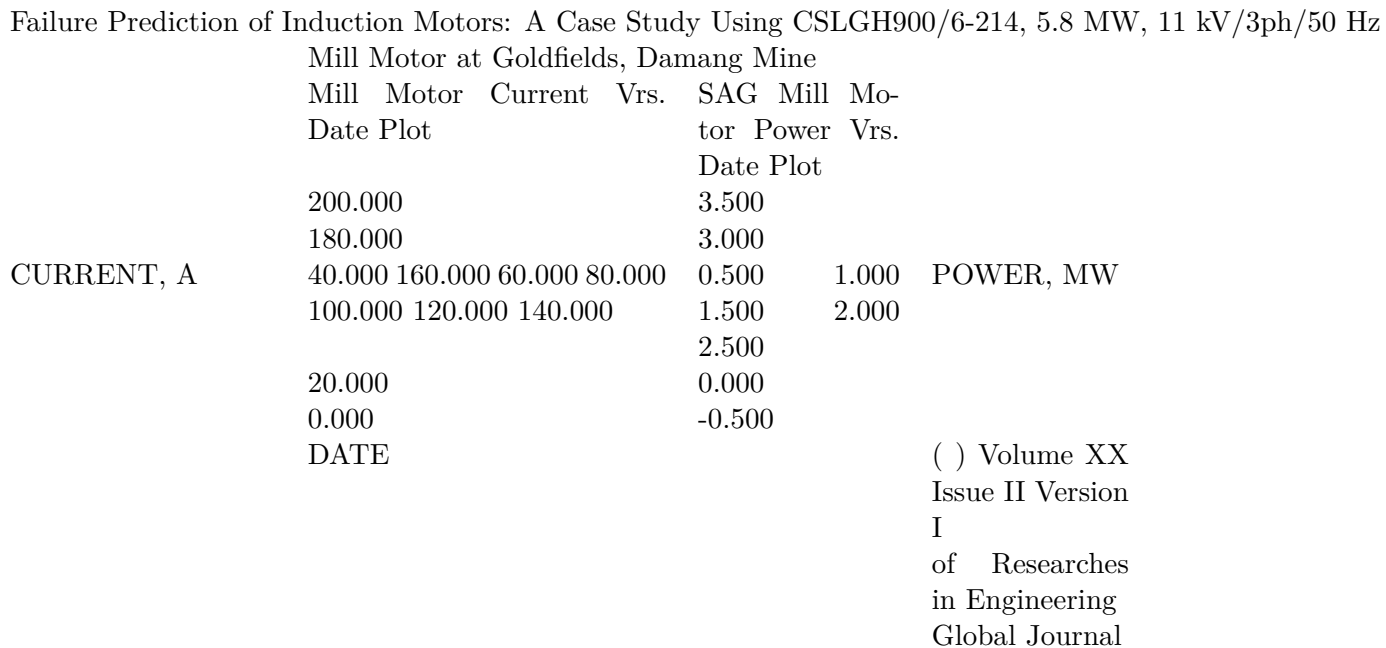 Failure Prediction of Induction Motors: A Case Study Using CSLGH900/6-214, 5.8 MW, 11 kV/3ph/50 Hz
Mill Motor at Goldfields, Damang Mine
Mill Motor Current Vrs. SAG Mill Mo-
Date Plot tor Power Vrs.
Date Plot
200.000 3.500
180.000 3.000
CURRENT, A 40.000 160.000 60.000 80.000 0.500 1.000 POWER, MW
100.000 120.000 140.000 1.500 2.000
2.500
20.000 0.000
0.000 -0.500
DATE ( ) Volume XX
Issue II Version
I
of Researches
in Engineering
Global Journal